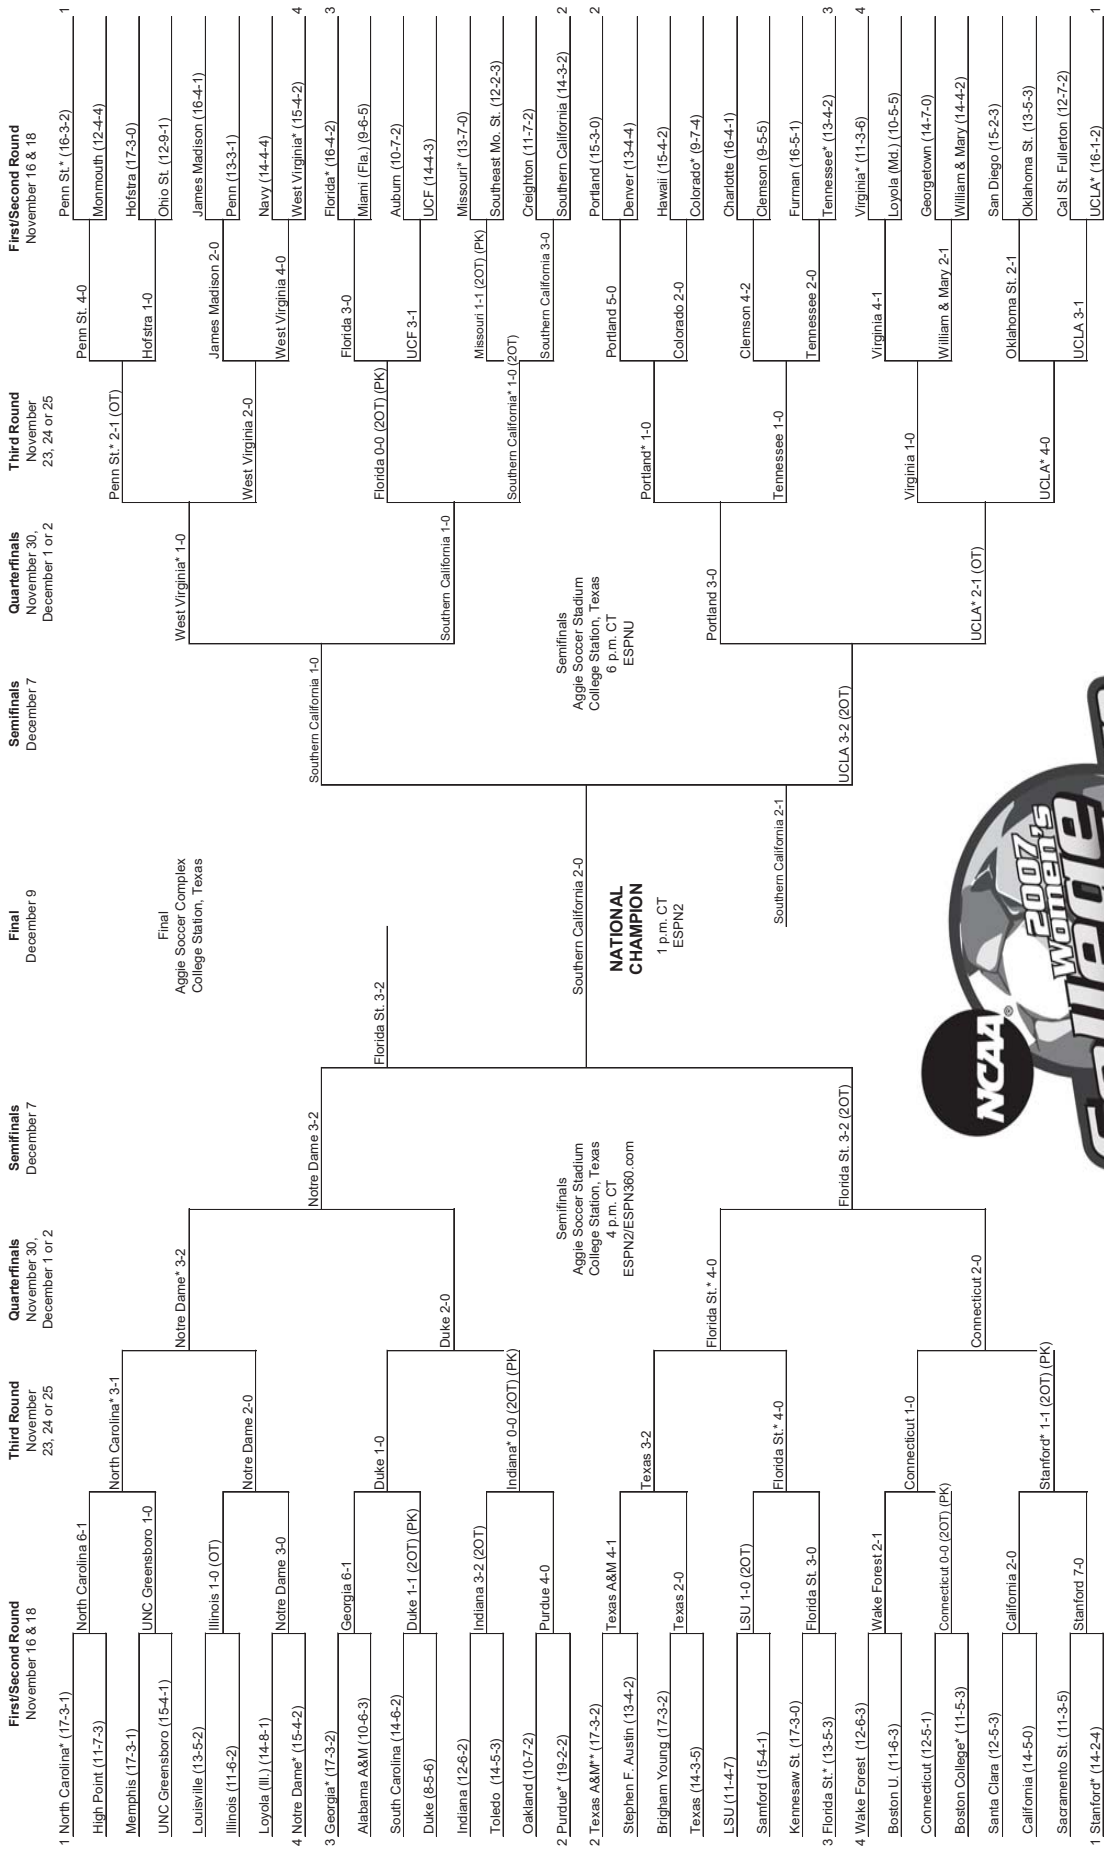 First/Second Round
November 16 & 18
Third Round
November
23, 24 or 25
Quarterfinals
November 30,
December 1 or 2
Semifinals
December 7
Final
December 9
Semifinals
December 7
Quarterfinals
November 30,
December 1 or 2
Third Round
November
23, 24 or 25
First/Second Round
November 16 & 18
1 North Carolina* (17-3-1)
High Point (11-7-3)
Memphis (17-3-1)
UNC Greensboro (15-4-1)
Louisville (13-5-2)
Illinois (11-6-2)
Loyola (Ill.) (14-8-1)
4 Notre Dame* (15-4-2)
3 Georgia* (17-3-2)
Alabama A&M (10-6-3)
South Carolina (14-6-2)
Duke (8-5-6)
Indiana (12-6-2)
Toledo (14-5-3)
Oakland (10-7-2)
2 Purdue* (19-2-2)
2 Texas A&M** (17-3-2)
Stephen F. Austin (13-4-2)
Brigham Young (17-3-2)
Texas (14-3-5)
LSU (11-4-7)
Samford (15-4-1)
Kennesaw St. (17-3-0)
3 Florida St.* (13-5-3)
4 Wake Forest (12-6-3)
Boston U. (11-6-3)
Connecticut (12-5-1)
Boston College* (11-5-3)
Santa Clara (12-5-3)
California (14-5-0)
Sacramento St. (11-3-5)
1 Stanford* (14-2-4)
North Carolina 6-1
UNC Greensboro 1-0
Illinois 1-0 (OT)
Notre Dame 3-0
Georgia 6-1
Duke 1-1 (2OT) (PK)
Indiana 3-2 (2OT)
Purdue 4-0
Texas A&M 4-1
Texas 2-0
LSU 1-0 (2OT)
Florida St. 3-0
Wake Forest 2-1
Connecticut 0-0 (2OT) (PK)
California 2-0
Stanford 7-0
North Carolina* 3-1
Notre Dame 2-0
Duke 1-0
Indiana* 0-0 (2OT) (PK)
Texas 3-2
Florida St.* 4-0
Connecticut 1-0
Stanford* 1-1 (2OT) (PK)
Notre Dame* 3-2
Duke 2-0
Florida St.* 4-0
Connecticut 2-0
Notre Dame 3-2
Semifinals
Aggie Soccer Stadium
College Station, Texas
4 p.m. CT
ESPN2/ESPN360.com
Florida St. 3-2 (2OT)
Florida St. 3-2
Final
Aggie Soccer Complex
College Station, Texas
Southern California 2-0
NATIONAL
CHAMPION
1 p.m. CT
ESPN2
Southern California 2-1
Southern California 1-0
Semifinals
Aggie Soccer Stadium
College Station, Texas
6 p.m. CT
ESPNU
UCLA 3-2 (2OT)
West Virginia* 1-0
Southern California 1-0
Portland 3-0
UCLA* 2-1 (OT)
Penn St.* 2-1 (OT)
West Virginia 2-0
Florida 0-0 (2OT) (PK)
Southern California* 1-0 (2OT)
Portland* 1-0
Tennessee 1-0
Virginia 1-0
UCLA* 4-0
Penn St. 4-0
Hofstra 1-0
James Madison 2-0
West Virginia 4-0
Florida 3-0
UCF 3-1
Missouri 1-1 (2OT) (PK)
Southern California 3-0
Portland 5-0
Colorado 2-0
Clemson 4-2
Tennessee 2-0
Virginia 4-1
William & Mary 2-1
Oklahoma St. 2-1
UCLA 3-1
Penn St.* (16-3-2) 1
Monmouth (12-4-4)
Hofstra (17-3-0)
Ohio St. (12-9-1)
James Madison (16-4-1)
Penn (13-3-1)
Navy (14-4-4)
West Virginia* (15-4-2) 4
Florida* (16-4-2) 3
Miami (Fla.) (9-6-5)
Auburn (10-7-2)
UCF (14-4-3)
Missouri* (13-7-0)
Southeast Mo. St. (12-2-3)
Creighton (11-7-2)
Southern California (14-3-2) 2
Portland (15-3-0) 2
Denver (13-4-4)
Hawaii (15-4-2)
Colorado* (9-7-4)
Charlotte (16-4-1)
Clemson (9-5-5)
Furman (16-5-1)
Tennessee* (13-4-2) 3
Virginia* (11-3-6) 4
Loyola (Md.) (10-5-5)
Georgetown (14-7-0)
William & Mary (14-4-2)
San Diego (15-2-3)
Oklahoma St. (13-5-3)
Cal St. Fullerton (12-7-2)
UCLA* (16-1-2) 1
NCAA®
2007
Women's
College